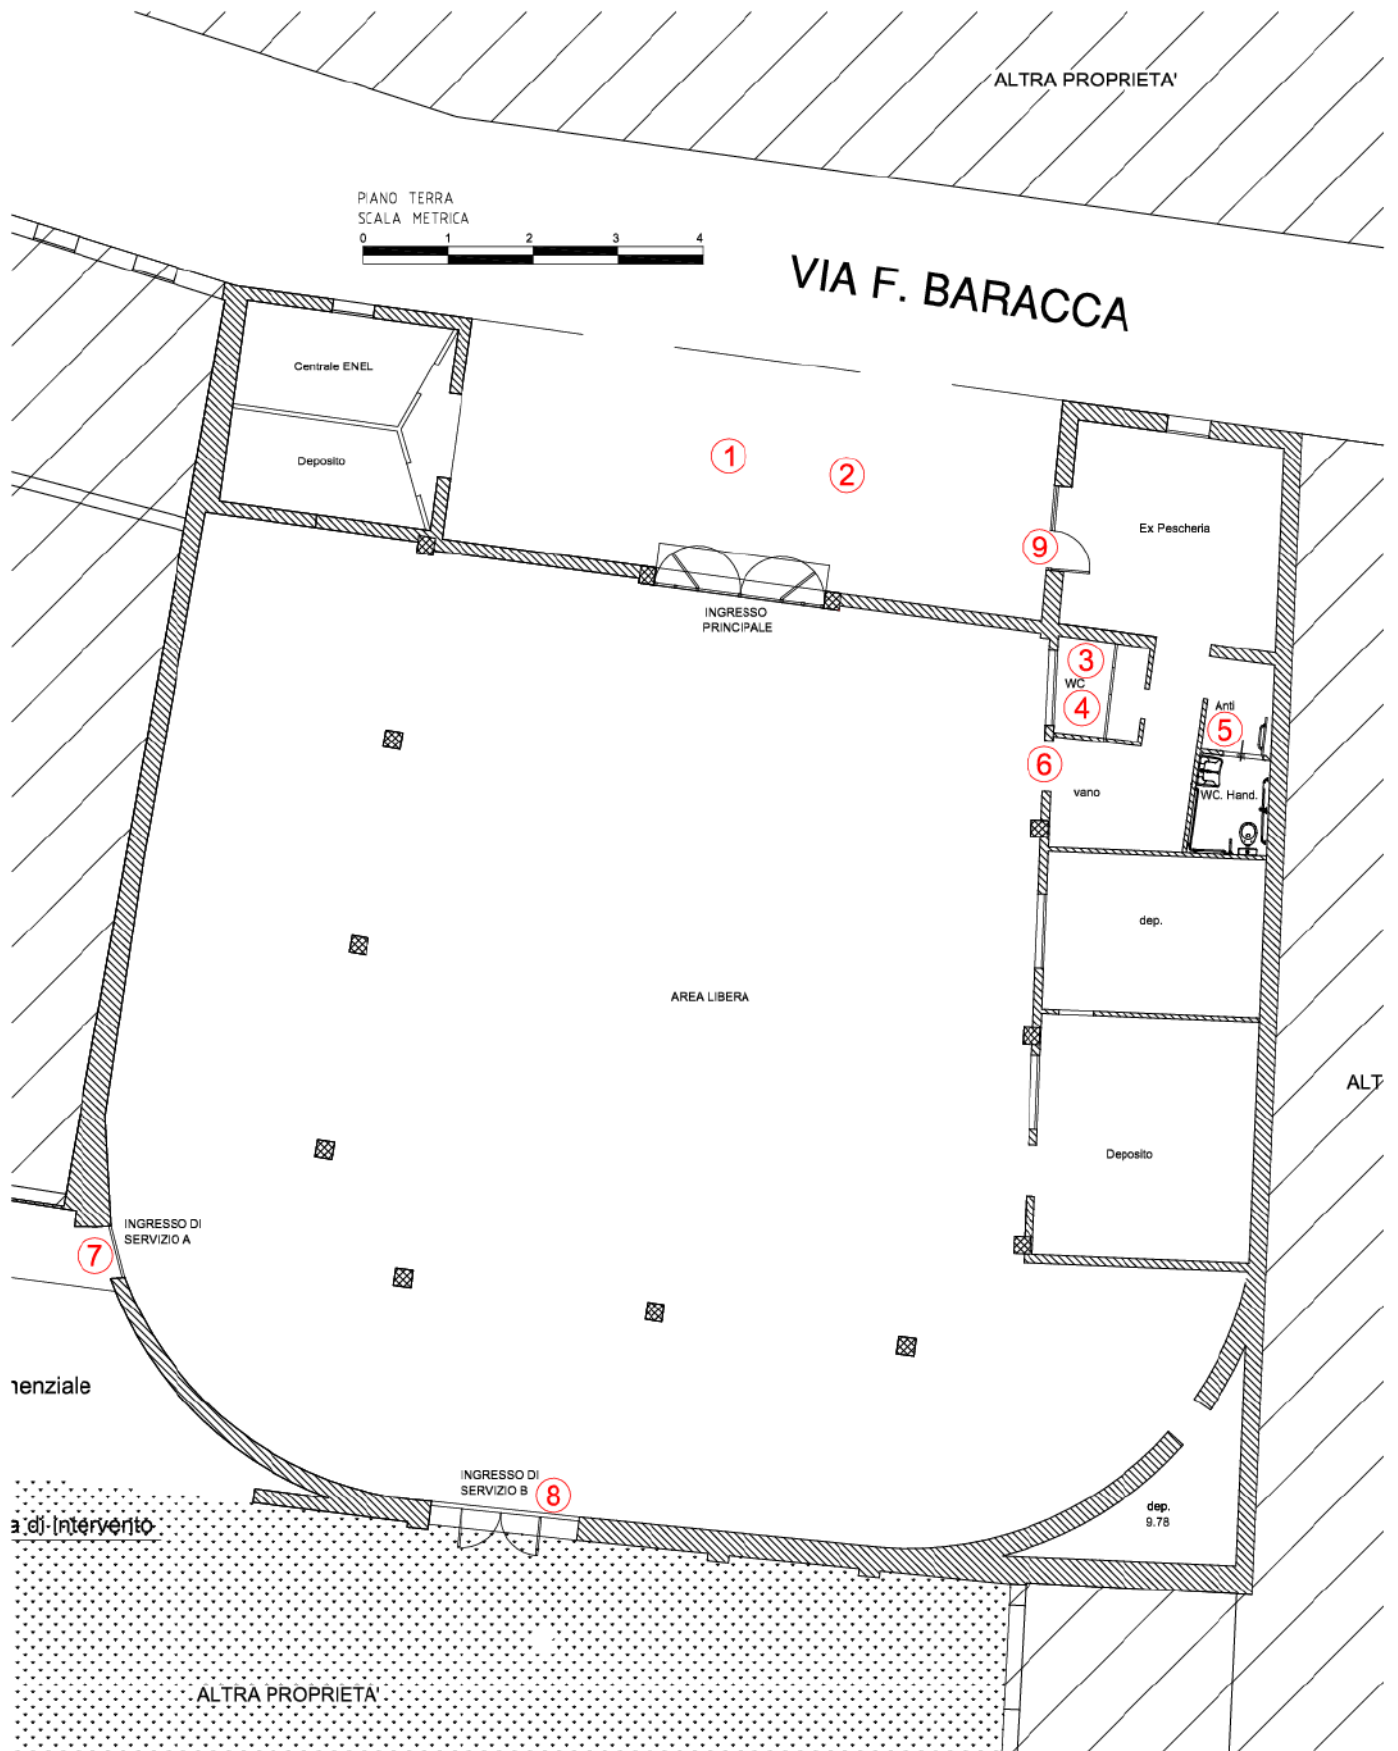 ALTRA PROPRIETA'
PIANO TERRA
SCALA METRICA
0 1 2 3 4
VIA F. BARACCA
Centrale ENEL
Deposito
1
2
Ex Pescheria
9
INGRESSO
PRINCIPALE
3
WC
4
Anti
5
6
vano
WC. Hand.
dep.
AREA LIBERA
ALT
Deposito
INGRESSO DI
SERVIZIO A
7
nenziale
INGRESSO DI
SERVIZIO B
8
dep.
9.78
a di intervento
ALTRA PROPRIETA'